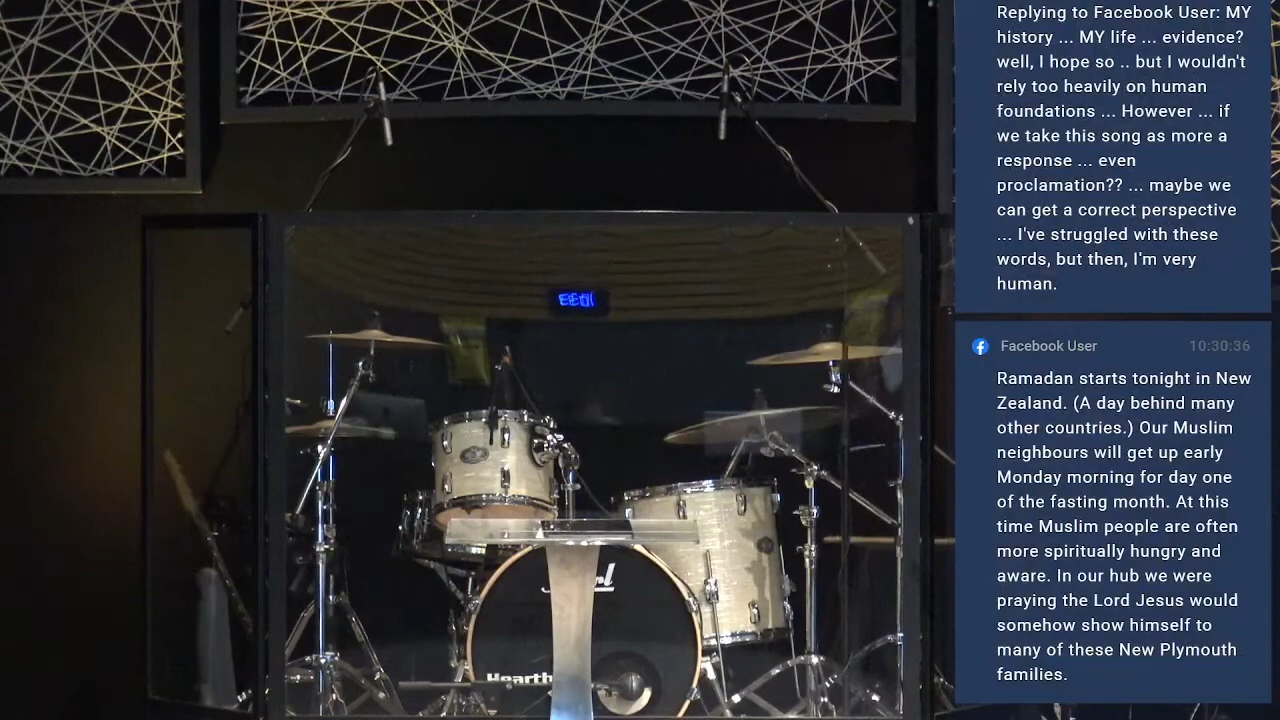 Replying to Facebook User: MY
history ... MY life ... evidence?
well, I hope so .. but I wouldn't
rely too heavily on human
foundations ... However ... if
we take this song as more a
response ... even
proclamation?? ... maybe we
can get a correct perspective
... I've struggled with these
words, but then, I'm very
human.
Facebook User 10:30:36
Ramadan starts tonight in New
Zealand. (A day behind many
other countries.) Our Muslim
neighbours will get up early
Monday morning for day one
of the fasting month. At this
time Muslim people are often
more spiritually hungry and
aware. In our hub we were
praying the Lord Jesus would
somehow show himself to
many of these New Plymouth
families.